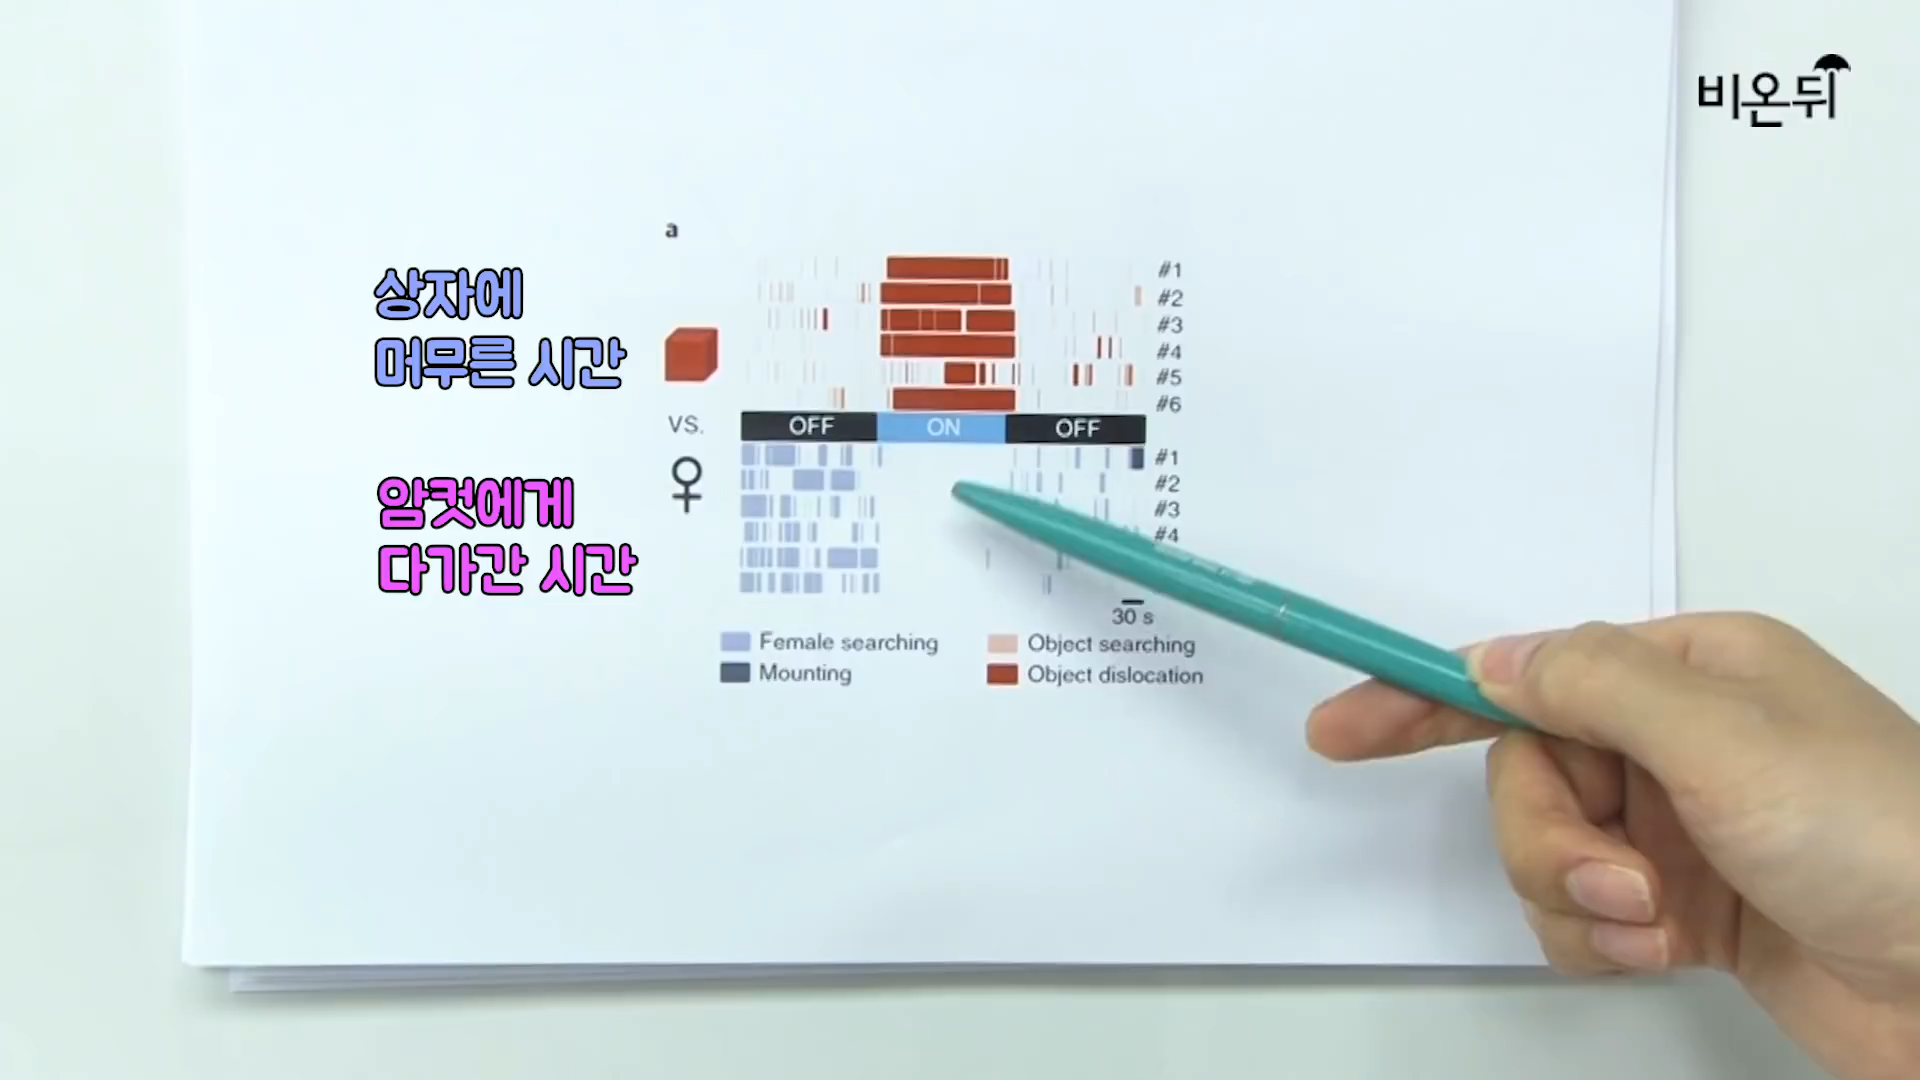 비온뒤
a
상자에
머무른 시간
#1
#2
#3
#4
#5
#6
VS.
OFF ON OFF
암컷에게
다가간 시간
#1
#2
#3
#4
30 s
Female searching
Object searching
Mounting
Object dislocation